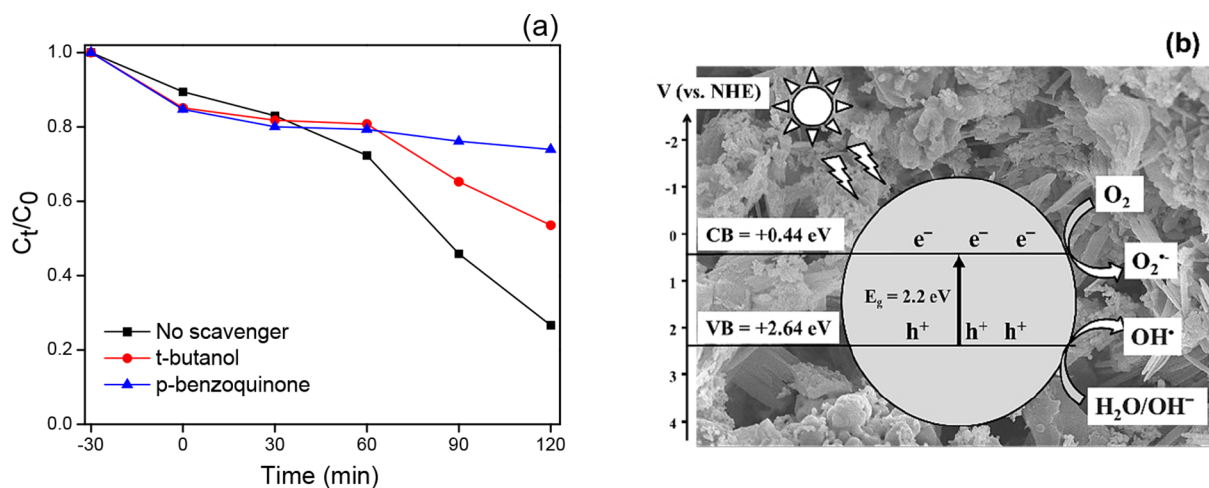 (a)
1.0
0.8
0.6
0.4
0.2
0.0
Ct/C0
No scavenger
t-butanol
p-benzoquinone
-30
0
30
60
90
120
Time (min)
(b)
V (vs. NHE)
-2
-1
0
1
2
3
4
CB = +0.44 eV
e⁻ e⁻ e⁻
Eg = 2.2 eV
VB = +2.64 eV
h⁺ h⁺ h⁺
O₂
O₂•⁻
OH•
H₂O/OH⁻